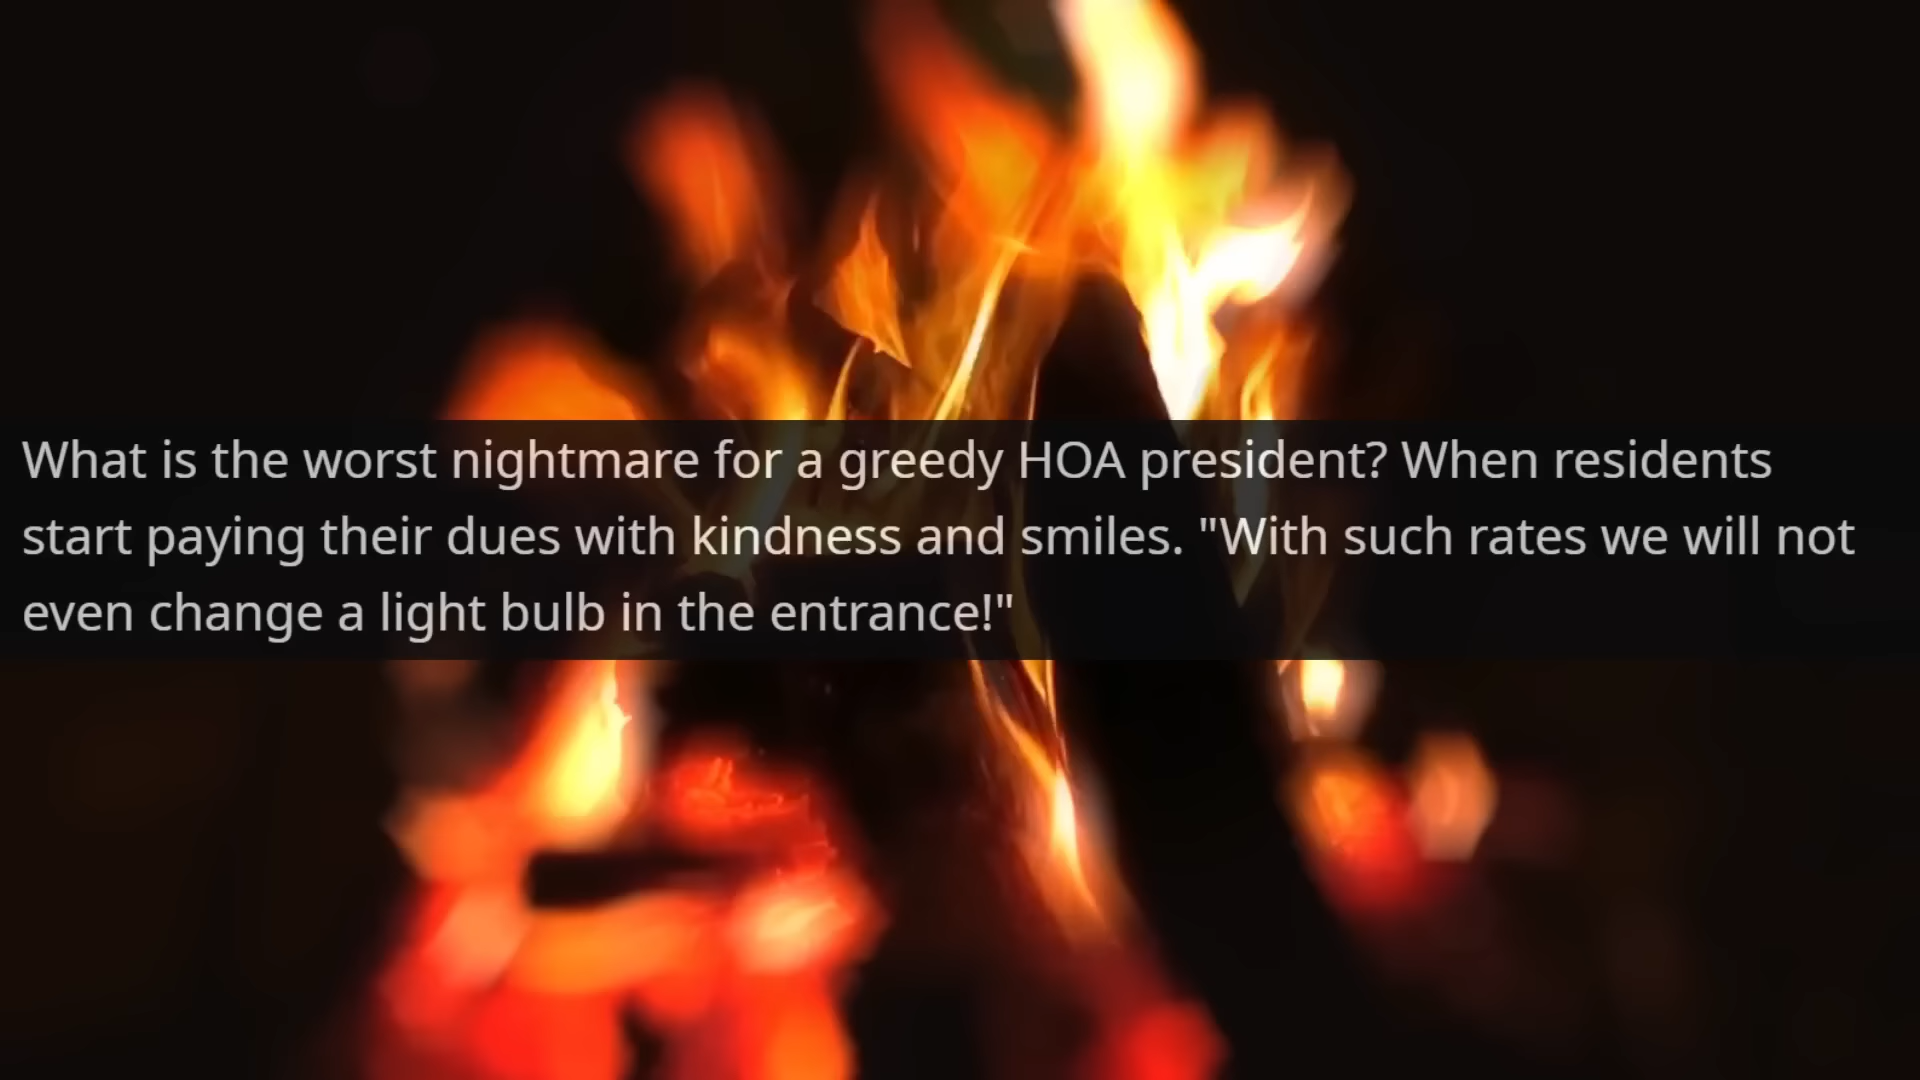 What is the worst nightmare for a greedy HOA president? When residents
start paying their dues with kindness and smiles. "With such rates we will not
even change a light bulb in the entrance!"